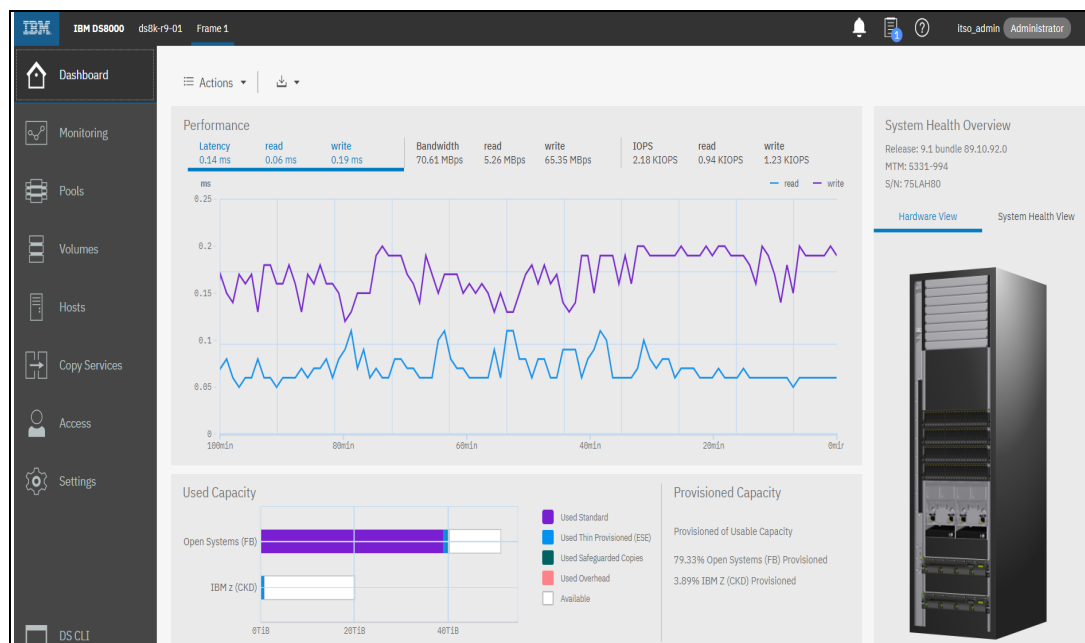 IBM IBM DS8000 ds8k-r9-01 Frame 1 1 ? itso_admin Administrator
Dashboard
Monitoring
Pools
Volumes
Hosts
Copy Services
Access
Settings
DS CLI
Actions
Performance
Latency read write Bandwidth read write IOPS read write
0.14 ms 0.06 ms 0.19 ms 70.61 MBps 5.26 MBps 65.35 MBps 2.18 KIOPS 0.94 KIOPS 1.23 KIOPS
ms read write
0.25
0.2
0.15
0.1
0.05
0
100min 80min 60min 40min 20min 0min
Used Capacity
Open Systems (FB)
IBM z (CKD)
0TiB 20TiB 40TiB
Used Standard
Used Thin Provisioned (ESE)
Used Safeguarded Copies
Used Overhead
Available
Provisioned Capacity
Provisioned of Usable Capacity
79.33% Open Systems (FB) Provisioned
3.89% IBM Z (CKD) Provisioned
System Health Overview
Release: 9.1 bundle 89.10.92.0
MTM: 5331-994
S/N: 75LAH80
Hardware View System Health View